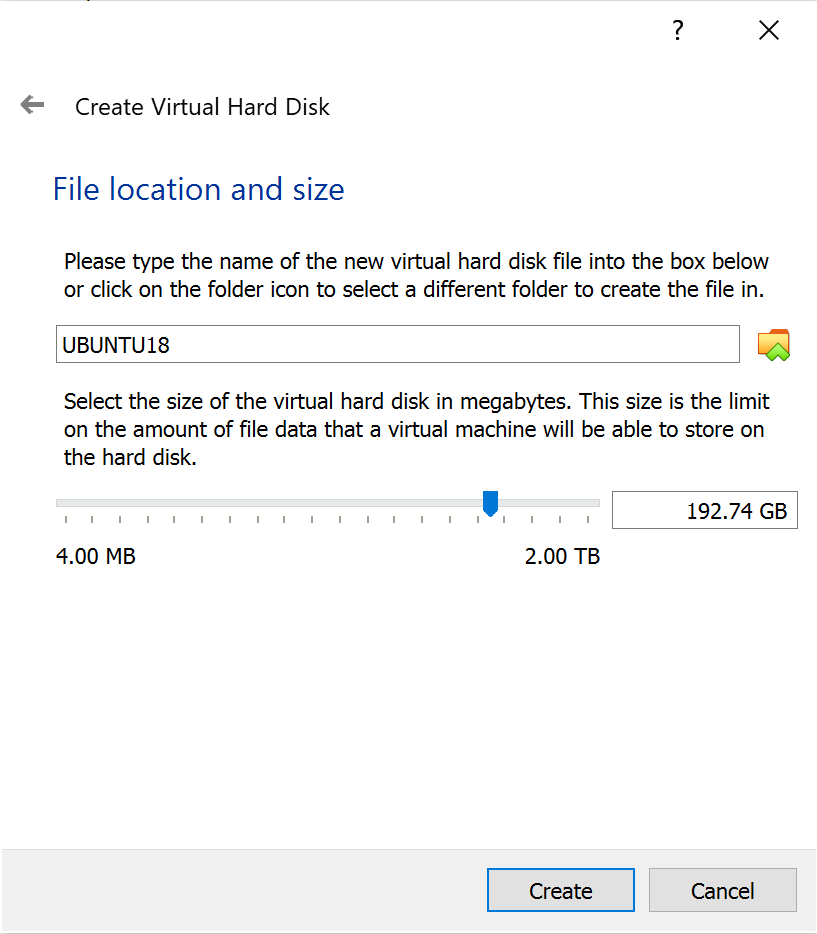 ?
Create Virtual Hard Disk
File location and size
Please type the name of the new virtual hard disk file into the box below
or click on the folder icon to select a different folder to create the file in.
UBUNTU18
Select the size of the virtual hard disk in megabytes. This size is the limit
on the amount of file data that a virtual machine will be able to store on
the hard disk.
192.74 GB
4.00 MB 2.00 TB
Create Cancel